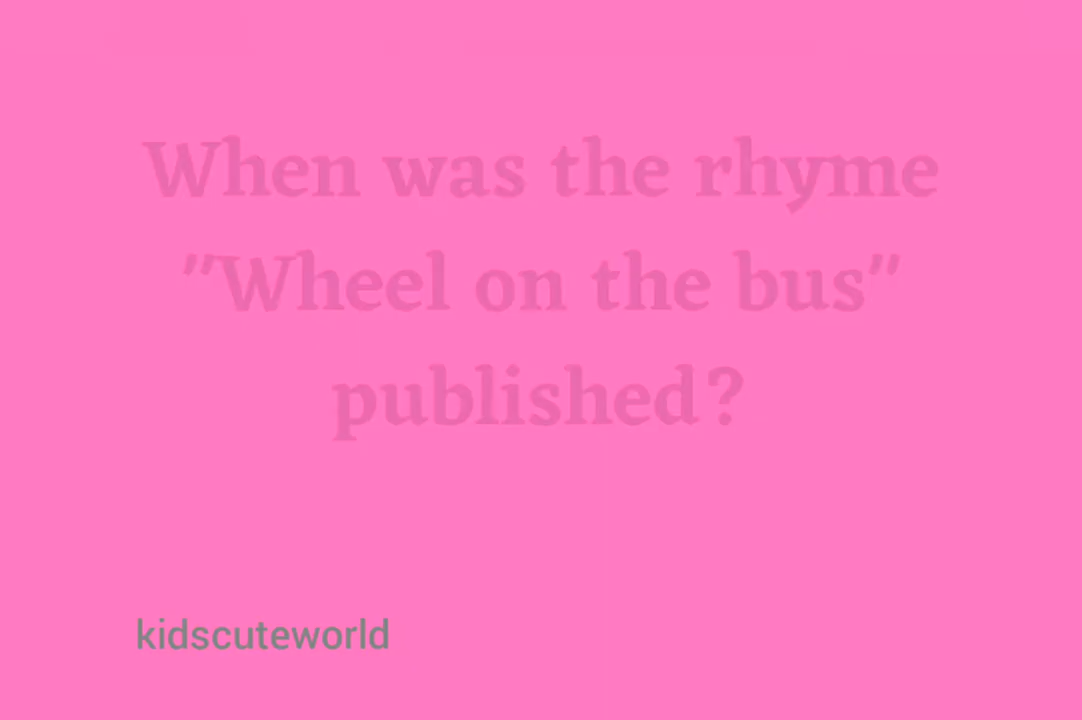 When was the rhyme
"Wheel on the bus"
published?
kidscuteworld